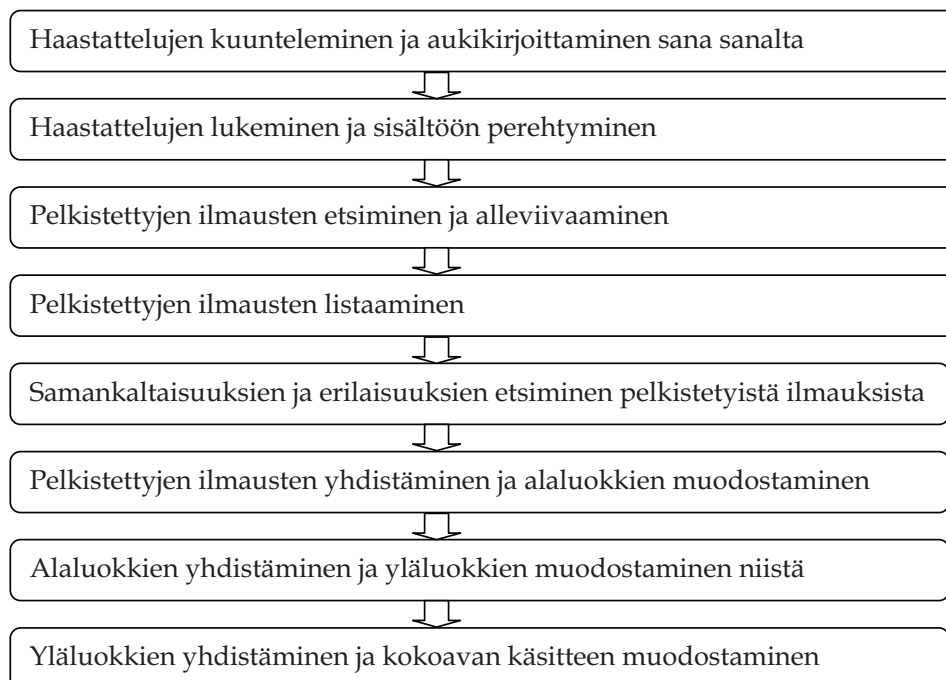 Haastattelujen kuunteleminen ja aukikirjoittaminen sana sanalta
Haastattelujen lukeminen ja sisältöön perehtyminen
Pelkistettyjen ilmausten etsiminen ja alleviivaaminen
Pelkistettyjen ilmausten listaaminen
Samankaltaisuuksien ja erilaisuuksien etsiminen pelkistetyistä ilmauksista
Pelkistettyjen ilmausten yhdistäminen ja alaluokkien muodostaminen
Alaluokkien yhdistäminen ja yläluokkien muodostaminen niistä
Yläluokkien yhdistäminen ja kokoavan käsitteen muodostaminen